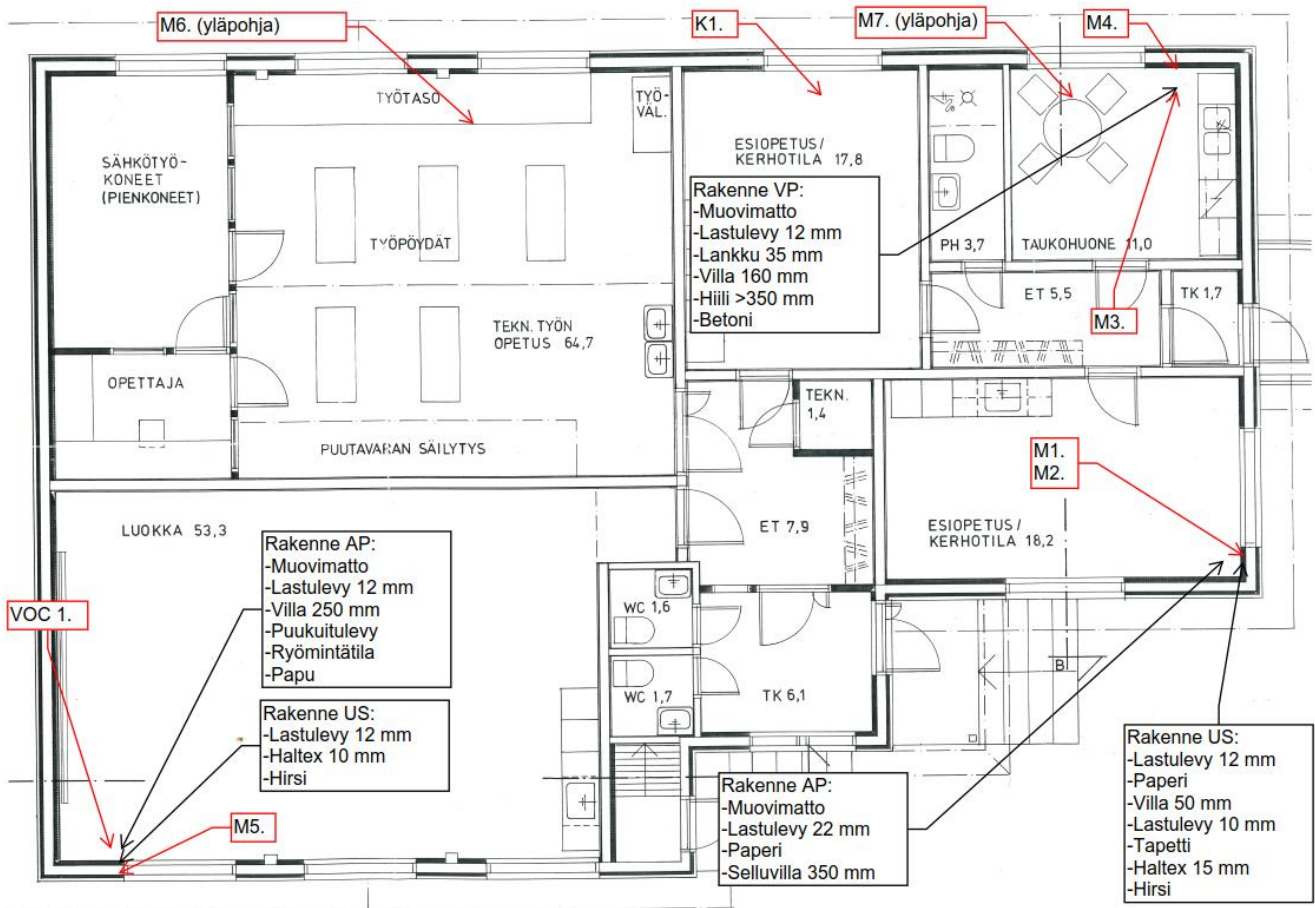 M6. (yläpohja)
K1.
M7. (yläpohja)
M4.
TYÖTASO
TYÖ-
VÄL.
SÄHKÖTYÖ-
KONEET
(PIENKONEET)
ESIOPETUS/
KERHOTILA 17,8
Rakenne VP:
-Muovimatto
-Lastulevy 12 mm
-Lankku 35 mm
-Villa 160 mm
-Hiili >350 mm
-Betoni
TYÖPÖYDÄT
PH 3,7
TAUKOHUONE 11,0
ET 5,5
TK 1,7
M3.
TEKN. TYÖN
OPETUS 64,7
OPETTAJA
TEKN.
1,4
PUUTAVARAN SÄILYTYS
M1.
M2.
LUOKKA 53,3
ET 7,9
ESIOPETUS/
KERHOTILA 18,2
Rakenne AP:
-Muovimatto
-Lastulevy 12 mm
-Villa 250 mm
-Puukuitulevy
-Ryömintätila
-Papu
VOC 1.
WC 1,6
WC 1,7
TK 6,1
B
Rakenne US:
-Lastulevy 12 mm
-Haltex 10 mm
-Hirsi
M5.
Rakenne AP:
-Muovimatto
-Lastulevy 22 mm
-Paperi
-Selluvilla 350 mm
Rakenne US:
-Lastulevy 12 mm
-Paperi
-Villa 50 mm
-Lastulevy 10 mm
-Tapetti
-Haltex 15 mm
-Hirsi